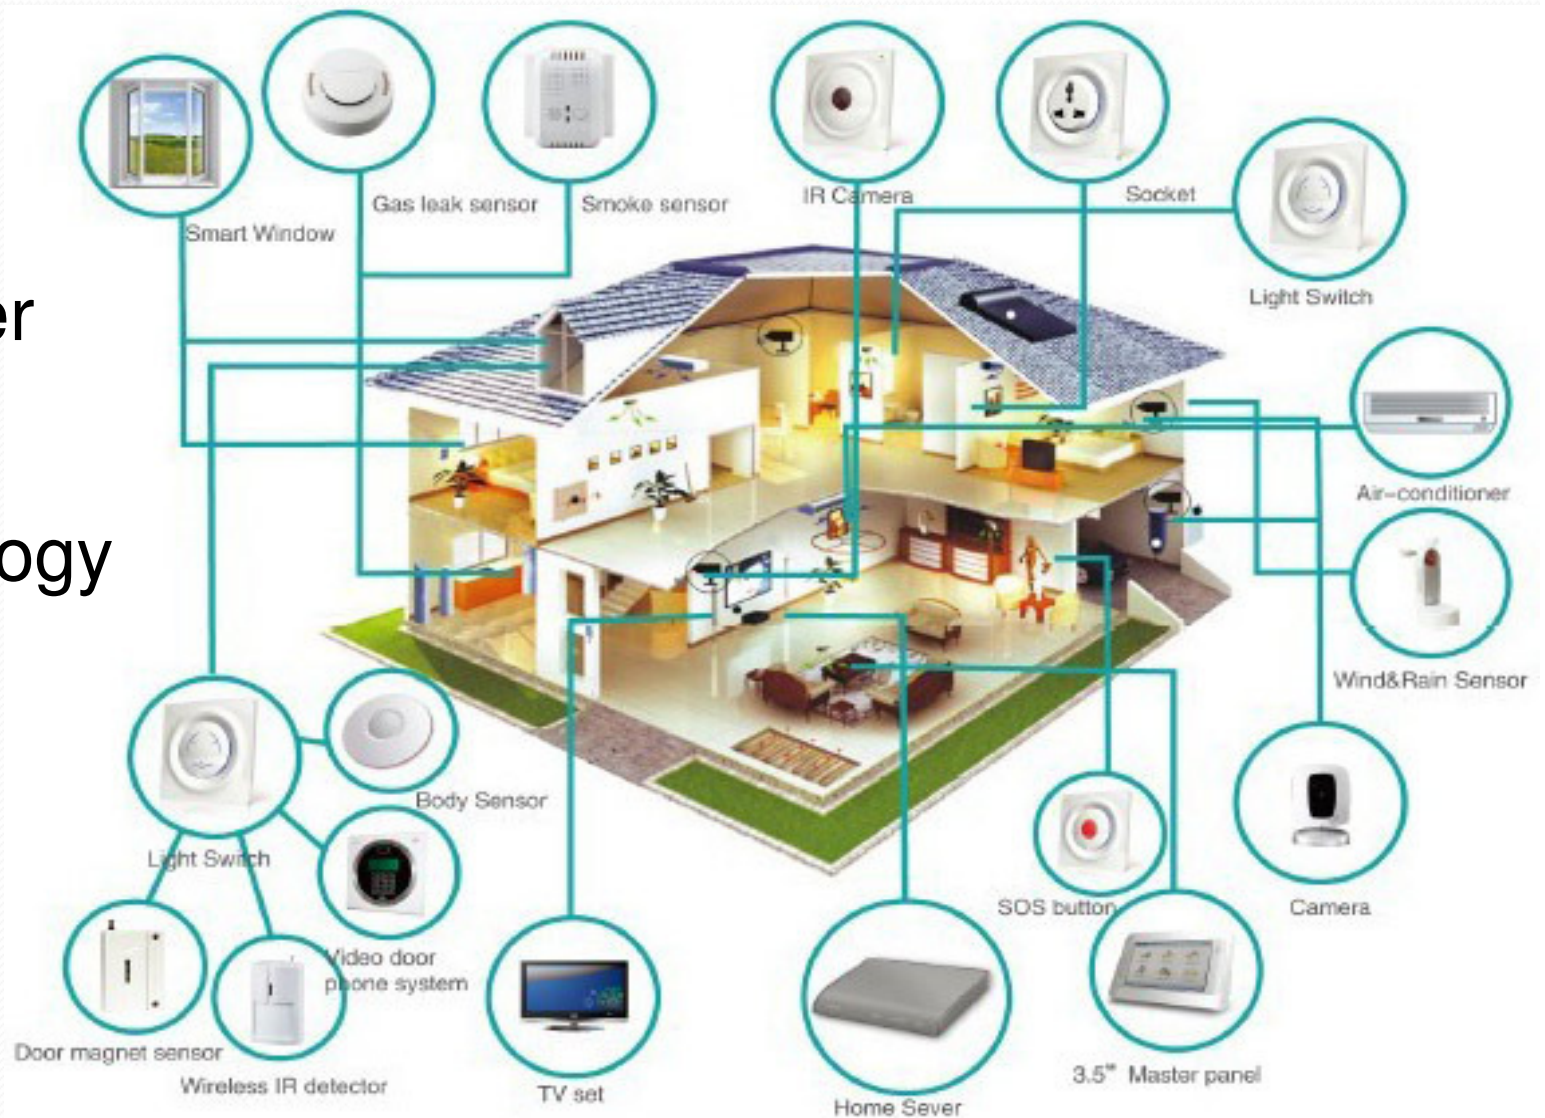 IR Camera
Socket
Gas leak sensor
Smoke sensor
Smart Window
Light Switch
er
ogy
Air-conditioner
Wind&Rain Sensor
Body Sensor
Light Switch
SOS button
Camera
Video door
phone system
Door magnet sensor
Wireless IR detector
TV set
3.5" Master panel
Home Sever